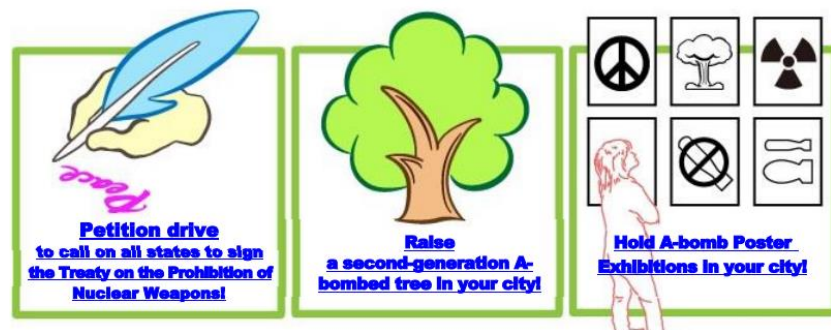 Peace
Petition drive
to call on all states to sign
the Treaty on the Prohibition of
Nuclear Weapons!
Raise
a second-generation A-
bombed tree in your city!
Hold A-bomb Poster
Exhibitions in your city!